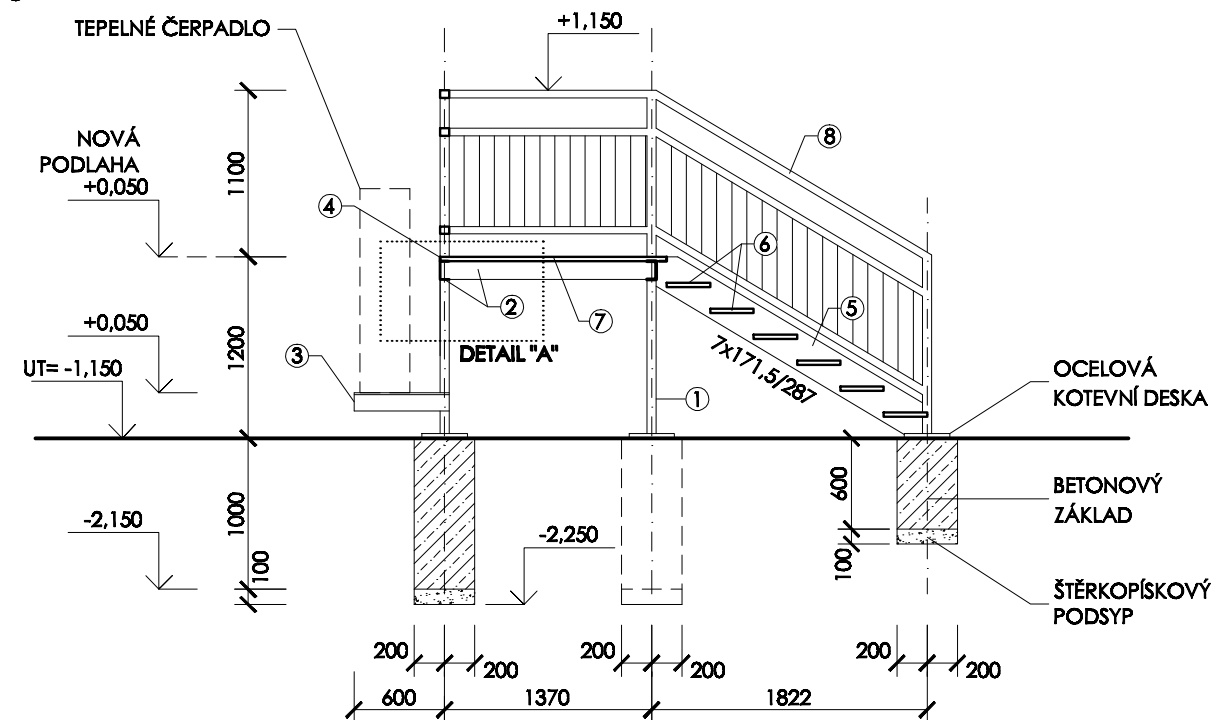 TEPELNÉ ČERPADLO
+1,150
NOVÁ
PODLAHA
+0,050
1100
8
4
6
2
7
5
+0,050
1200
3
DETAIL "A"
7x171,5/287
UT= -1,150
1
OCELOVÁ
KOTEVNÍ DESKA
600
BETONOVÝ
ZÁKLAD
1000
-2,150
-2,250
100
100
ŠTĚRKOPÍSKOVÝ
PODSYP
200
200
200
200
200
200
600
1370
1822